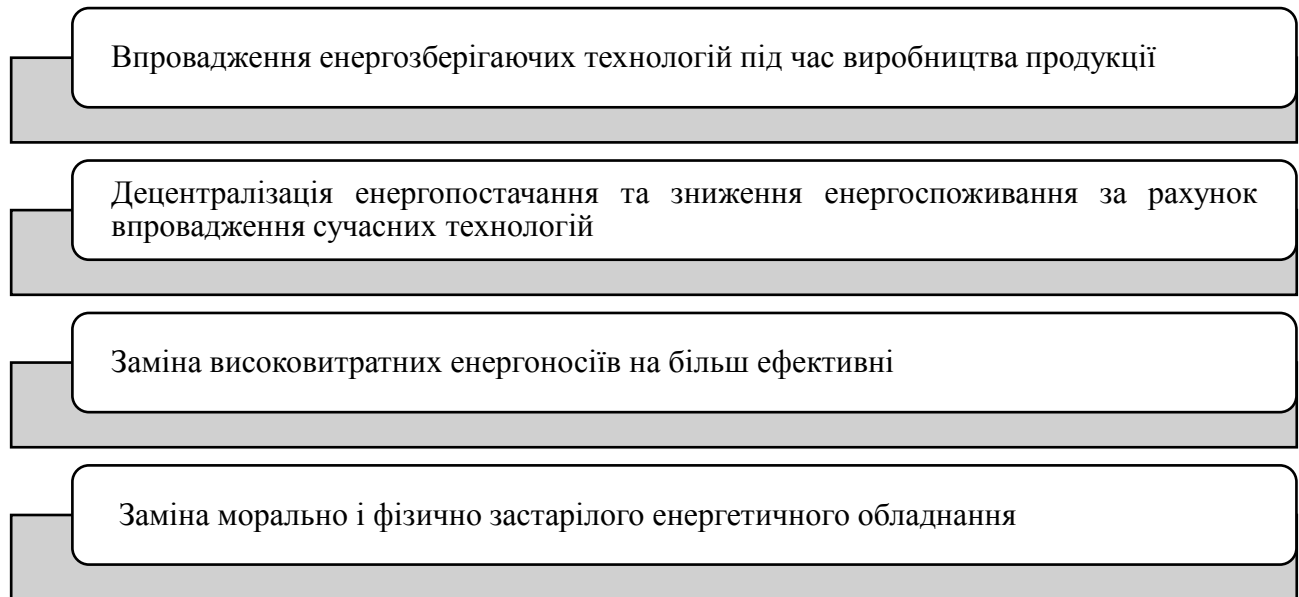 Впровадження енергозберігаючих технологій під час виробництва продукції
Децентралізація енергопостачання та зниження енергоспоживання за рахунок
впровадження сучасних технологій
Заміна високовитратних енергоносіїв на більш ефективні
Заміна морально і фізично застарілого енергетичного обладнання